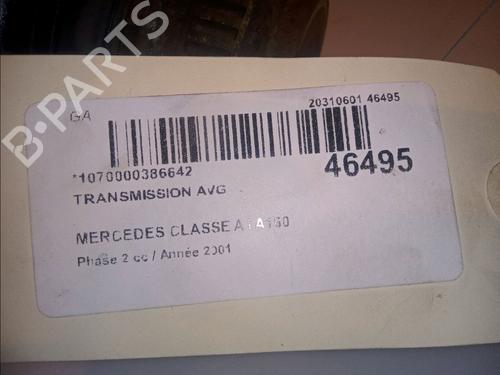 B-PARTS
GA
20310601 46495
*1070000386642
46495
TRANSMISSION AVG
MERCEDES CLASSE A
Phase 2 cc / Année 2001